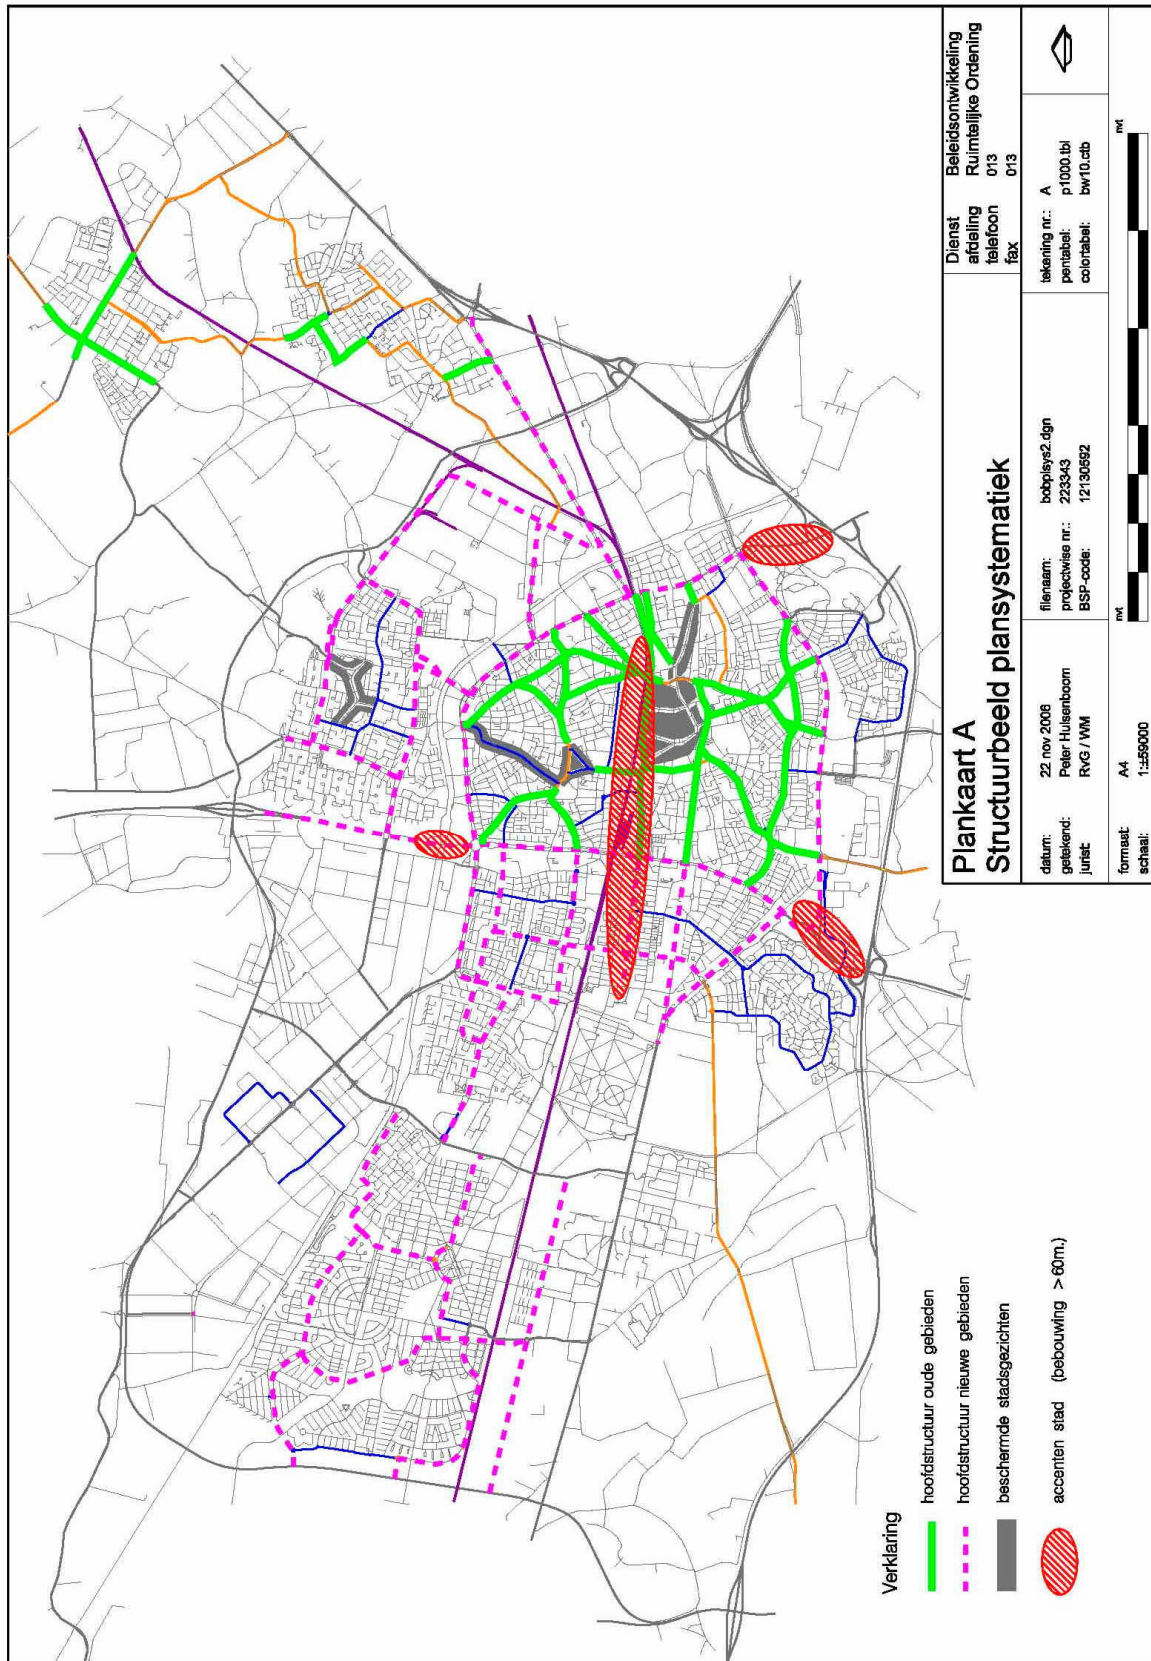 Plankaart A
Structuurbeeld plansystematiek
Dienst Beleidsontwikkeling
afdeling Ruimtelijke Ordening
telefoon 013
fax 013
datum: 22 nov 2006
getekend: Peter Hulsenboom
jurist: RvG / WM
filenaam: bobplsys2.dgn
projectwise nr.: 223343
BSP-code: 12130592
tekening nr.: A
pentabel: p1000.tbl
colortabel: bw10.ctb
formaat: A4
schaal: 1:±59000
nvt
nvt
Verklaring
hoofdstructuur oude gebieden
hoofdstructuur nieuwe gebieden
beschermde stadsgezichten
accenten stad (bebouwing >60m.)